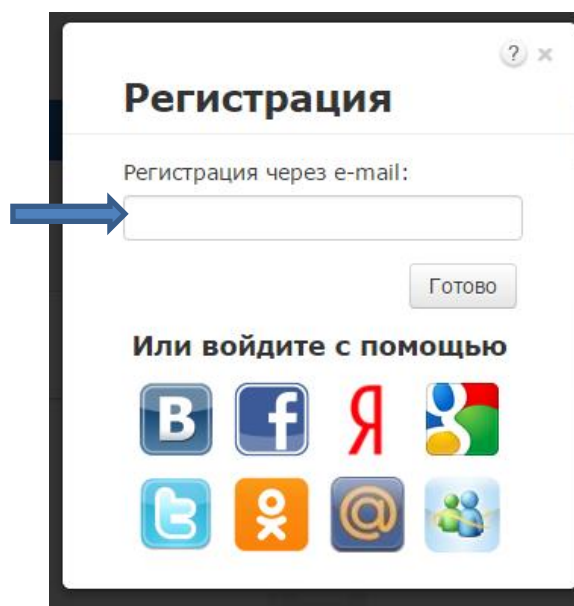 ?
Регистрация
Регистрация через e-mail:
Готово
Или войдите с помощью